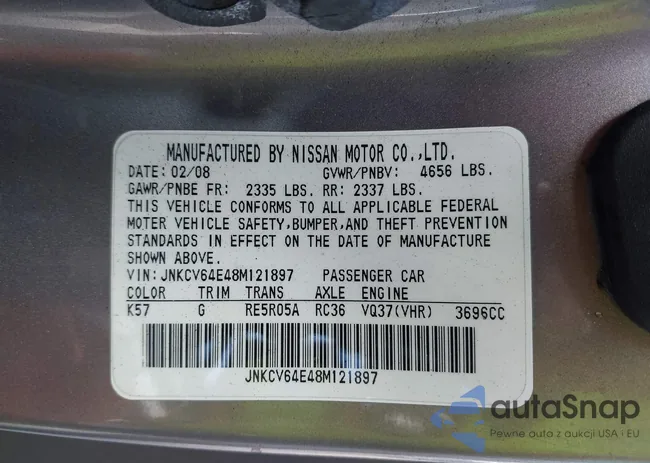 MANUFACTURED BY NISSAN MOTOR CO.,LTD.
DATE: 02/08 GVWR/PNBV: 4656 LBS.
GAWR/PNBE FR: 2335 LBS. RR: 2337 LBS.
THIS VEHICLE CONFORMS TO ALL APPLICABLE FEDERAL
MOTER VEHICLE SAFETY,BUMPER,AND THEFT PREVENTION
STANDARDS IN EFFECT ON THE DATE OF MANUFACTURE
SHOWN ABOVE.
VIN: JNKCV64E48M121897 PASSENGER CAR
COLOR TRIM TRANS AXLE ENGINE
K57 G RE5R05A RC36 VQ37(VHR) 3696CC
JNKCV64E48M121897
autaSnap
Pewne auta z aukcji USA i EU